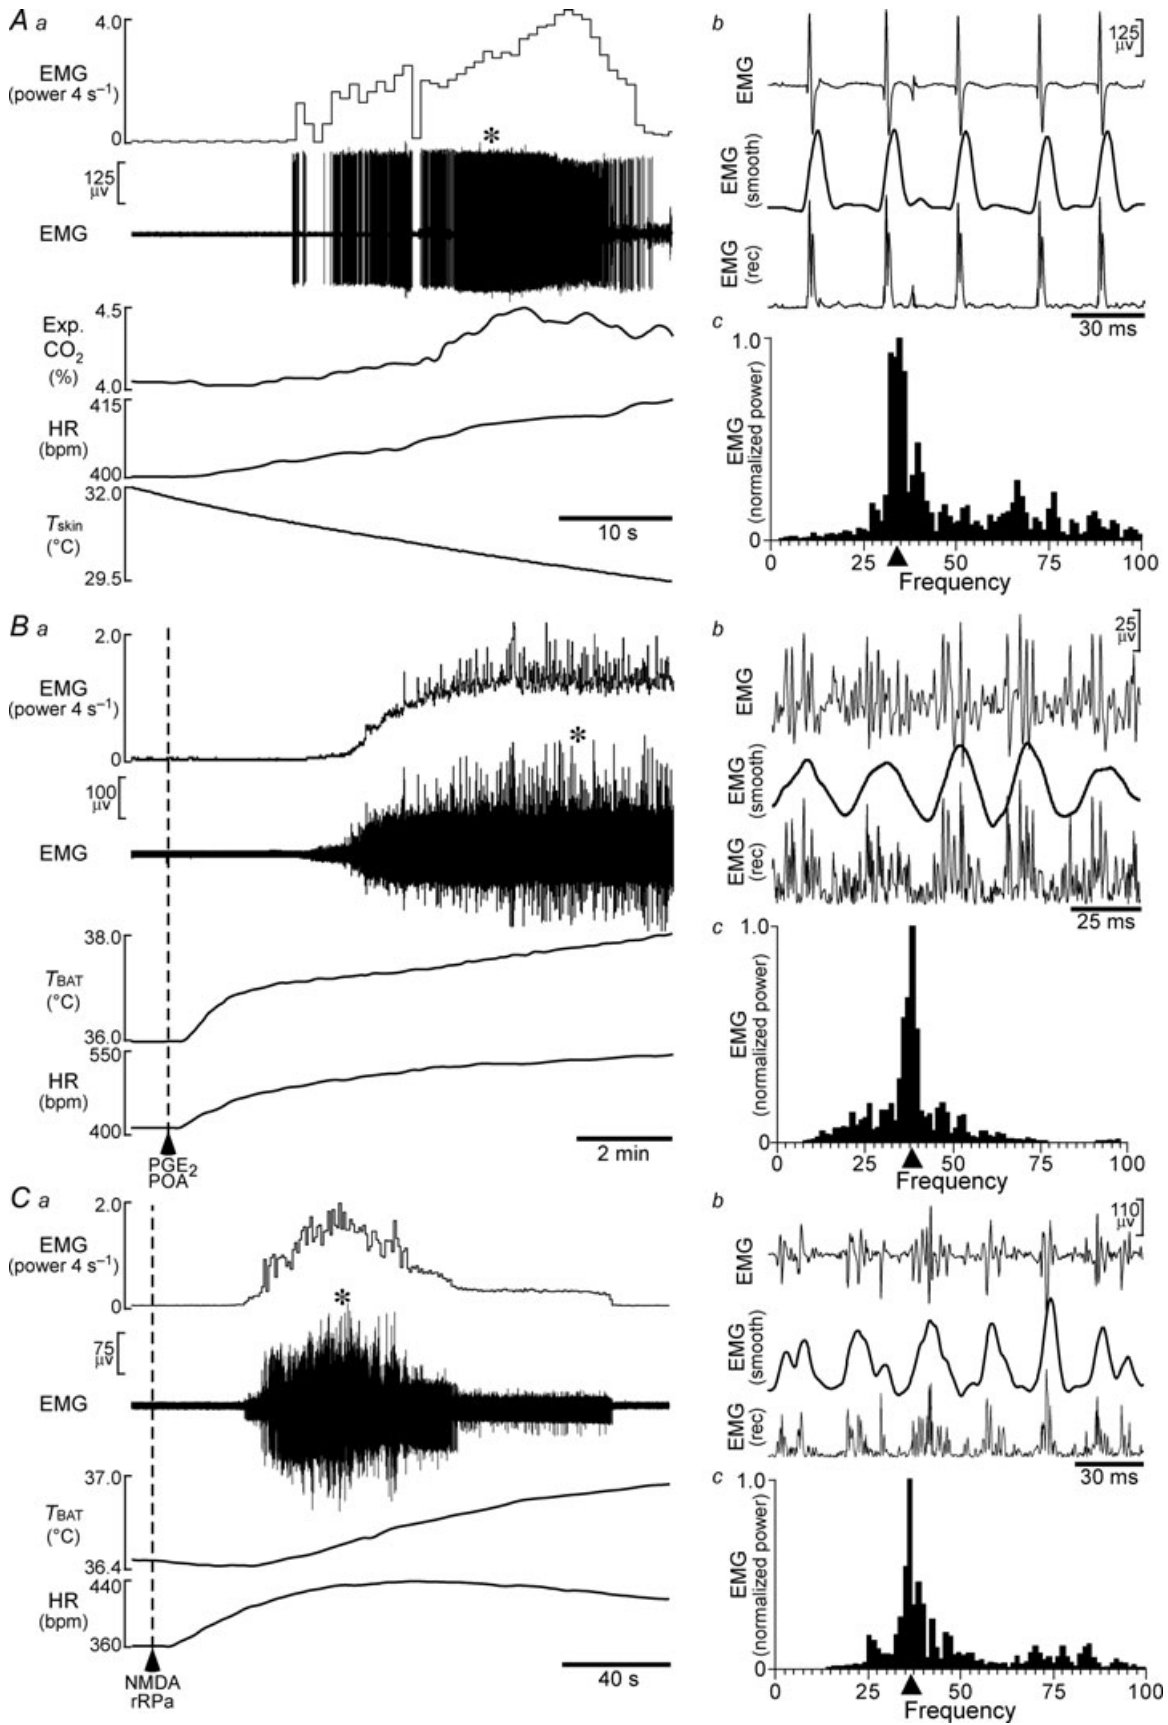 A a
4.0
EMG
(power 4 s⁻¹)
0
*
125
μv
EMG
4.5
Exp.
CO₂
(%)
4.0
415
HR
(bpm)
400
32.0
Tskin
(°C)
29.5
10 s
b
125
μv
EMG
EMG
(smooth)
EMG
(rec)
30 ms
c
1.0
EMG
(normalized power)
0
0 25 50 75 100
Frequency
B a
2.0
EMG
(power 4 s⁻¹)
0
*
100
μv
EMG
38.0
TBAT
(°C)
36.0
550
HR
(bpm)
400
2 min
PGE₂
POA
b
25
μv
EMG
EMG
(smooth)
EMG
(rec)
25 ms
c
1.0
EMG
(normalized power)
0
0 25 50 75 100
Frequency
C a
2.0
EMG
(power 4 s⁻¹)
0
*
75
μv
EMG
37.0
TBAT
(°C)
36.4
440
HR
(bpm)
360
40 s
NMDA
rRPa
b
110
μv
EMG
EMG
(smooth)
EMG
(rec)
30 ms
c
1.0
EMG
(normalized power)
0
0 25 50 75 100
Frequency